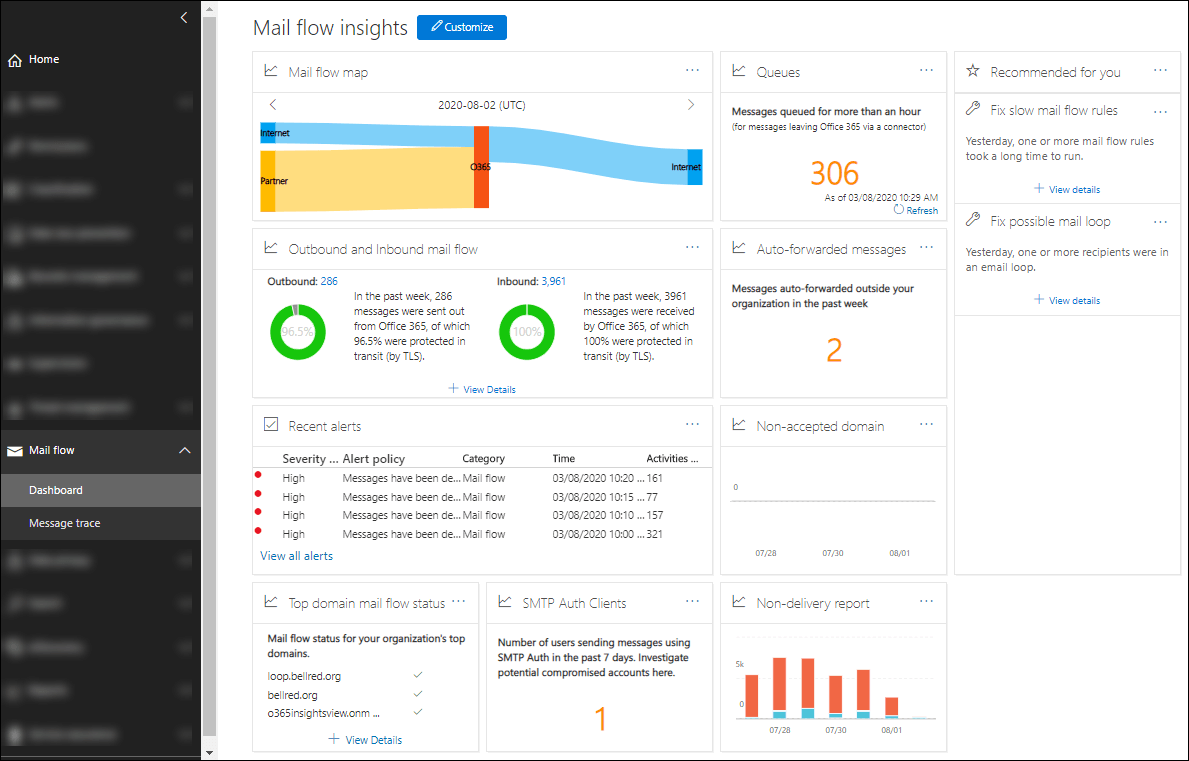 Home
Mail flow
Dashboard
Message trace
Mail flow insights
Customize
Mail flow map
2020-08-02 (UTC)
Internet
Partner
O365
Internet
Queues
Messages queued for more than an hour
(for messages leaving Office 365 via a connector)
306
As of 03/08/2020 10:29 AM
Refresh
Recommended for you
Fix slow mail flow rules
Yesterday, one or more mail flow rules
took a long time to run.
View details
Fix possible mail loop
Yesterday, one or more recipients were in
an email loop.
View details
Outbound and Inbound mail flow
Outbound: 286
96.5%
In the past week, 286
messages were sent out
from Office 365, of which
96.5% were protected in
transit (by TLS).
Inbound: 3,961
100%
In the past week, 3961
messages were received
by Office 365, of which
100% were protected in
transit (by TLS).
View Details
Auto-forwarded messages
Messages auto-forwarded outside your
organization in the past week
2
Recent alerts
Severity ... Alert policy Category Time Activities ...
High Messages have been de... Mail flow 03/08/2020 10:20 ... 161
High Messages have been de... Mail flow 03/08/2020 10:15 ... 77
High Messages have been de... Mail flow 03/08/2020 10:10 ... 157
High Messages have been de... Mail flow 03/08/2020 10:00 ... 321
View all alerts
Non-accepted domain
0
07/28 07/30 08/01
Top domain mail flow status
Mail flow status for your organization's top
domains.
loop.bellred.org
bellred.org
o365insightsview.onm ...
View Details
SMTP Auth Clients
Number of users sending messages using
SMTP Auth in the past 7 days. Investigate
potential compromised accounts here.
1
Non-delivery report
5k
0
07/28 07/30 08/01